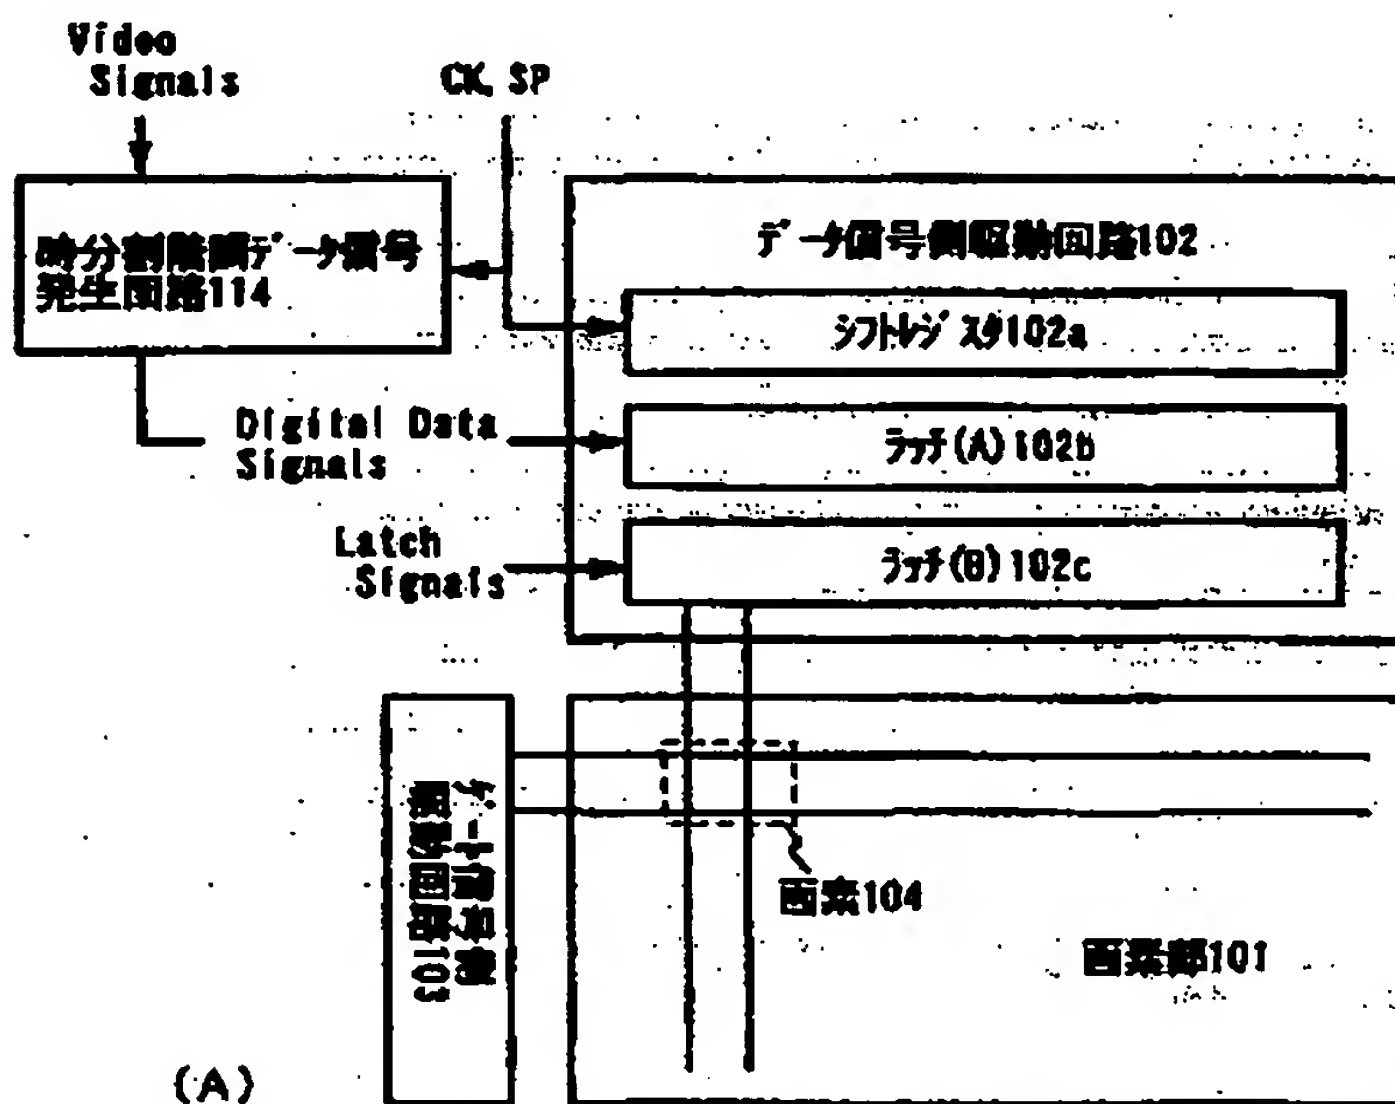 Video
Signals
CK, SP
時分割階調データ信号
発生回路114
データ信号側駆動回路102
シフトレジスタ102a
Digital Data
Signals
ラッチ(A)102b
Latch
Signals
ラッチ(B)102c
ゲート信号側
駆動回路103
画素104
画素部101
(A)